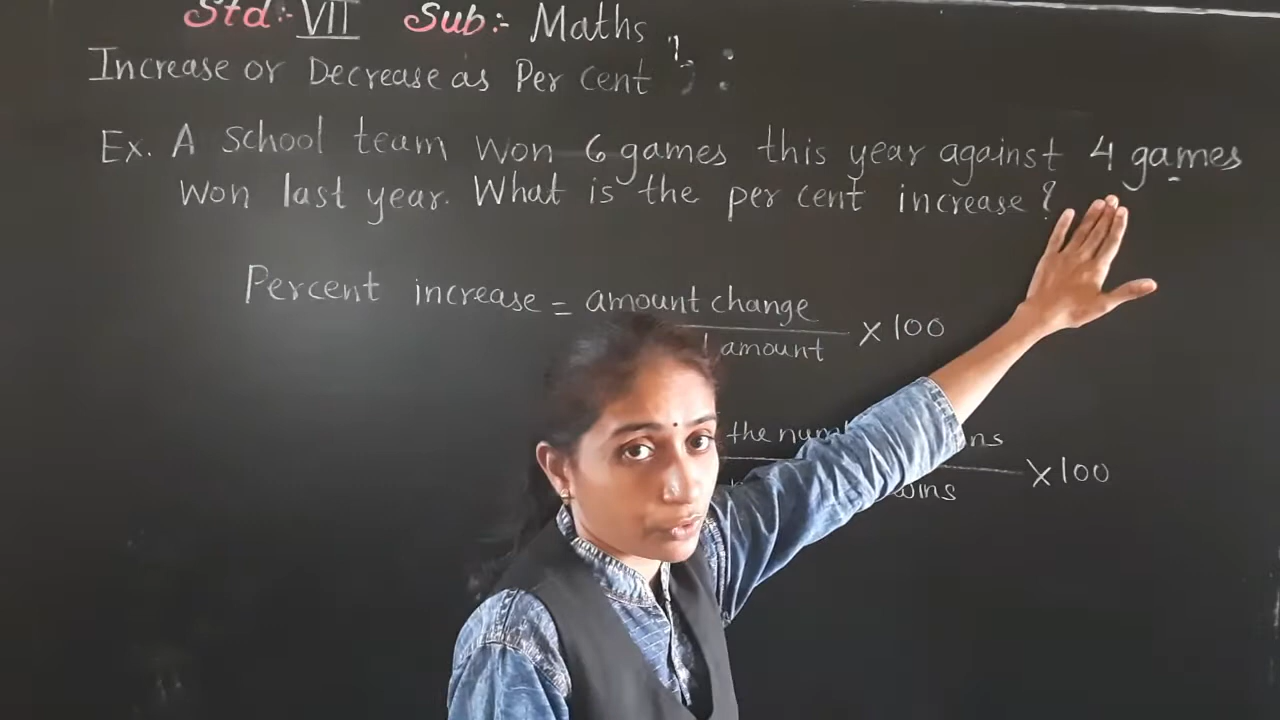 Std:- VII Sub:- Maths
Increase or Decrease as Per cent :
Ex. A school team won 6 games this year against 4 games
won last year. What is the per cent increase?
Percent increase = amount change
amount × 100
the
wins × 100